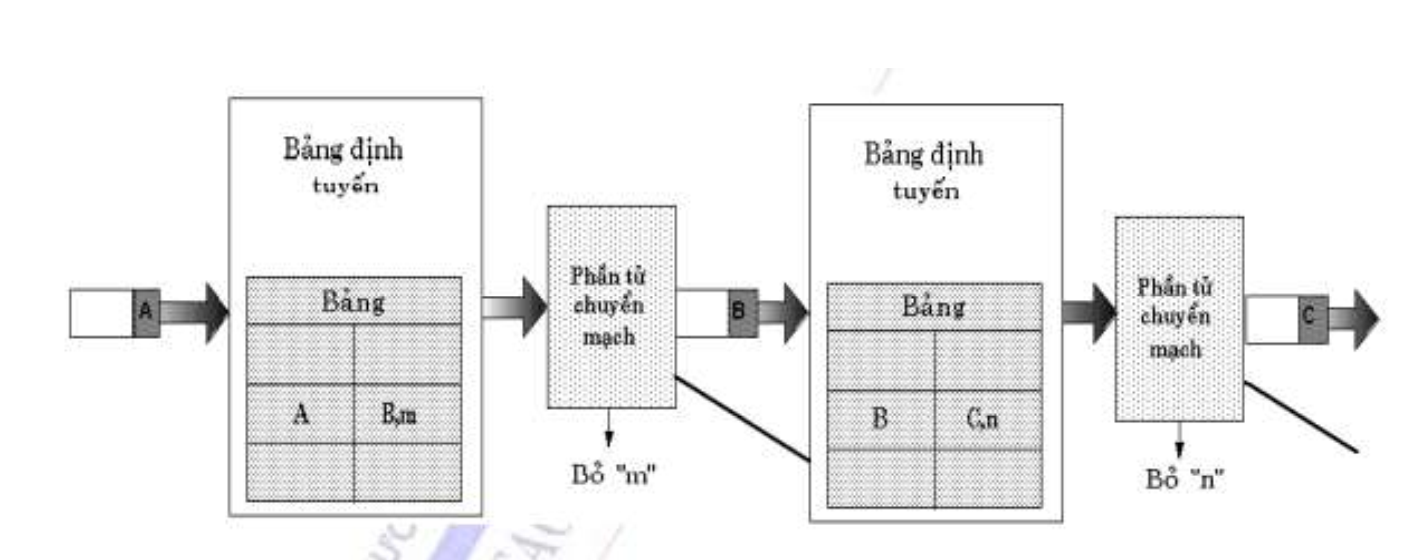 Bảng định
tuyến
Bảng
A
B,m
A
Phần tử
chuyển
mạch
Bỏ "m"
B
Bảng định
tuyến
Bảng
B
C,n
Phần tử
chuyển
mạch
Bỏ "n"
C